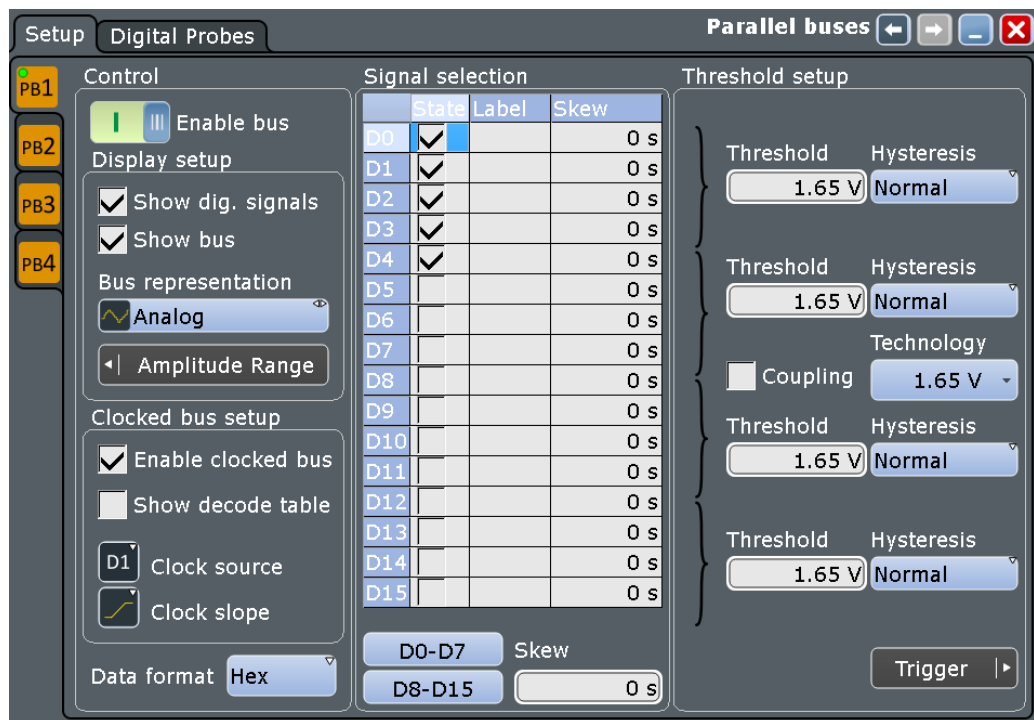 Setup
Digital Probes
Parallel buses
PB1
PB2
PB3
PB4
Control
Enable bus
Display setup
Show dig. signals
Show bus
Bus representation
Analog
Amplitude Range
Clocked bus setup
Enable clocked bus
Show decode table
D1 Clock source
Clock slope
Data format Hex
Signal selection
State Label Skew
D0 0 s
D1 0 s
D2 0 s
D3 0 s
D4 0 s
D5 0 s
D6 0 s
D7 0 s
D8 0 s
D9 0 s
D10 0 s
D11 0 s
D12 0 s
D13 0 s
D14 0 s
D15 0 s
D0-D7 Skew
D8-D15 0 s
Threshold setup
Threshold Hysteresis
1.65 V Normal
Threshold Hysteresis
1.65 V Normal
Technology
Coupling 1.65 V
Threshold Hysteresis
1.65 V Normal
Threshold Hysteresis
1.65 V Normal
Trigger